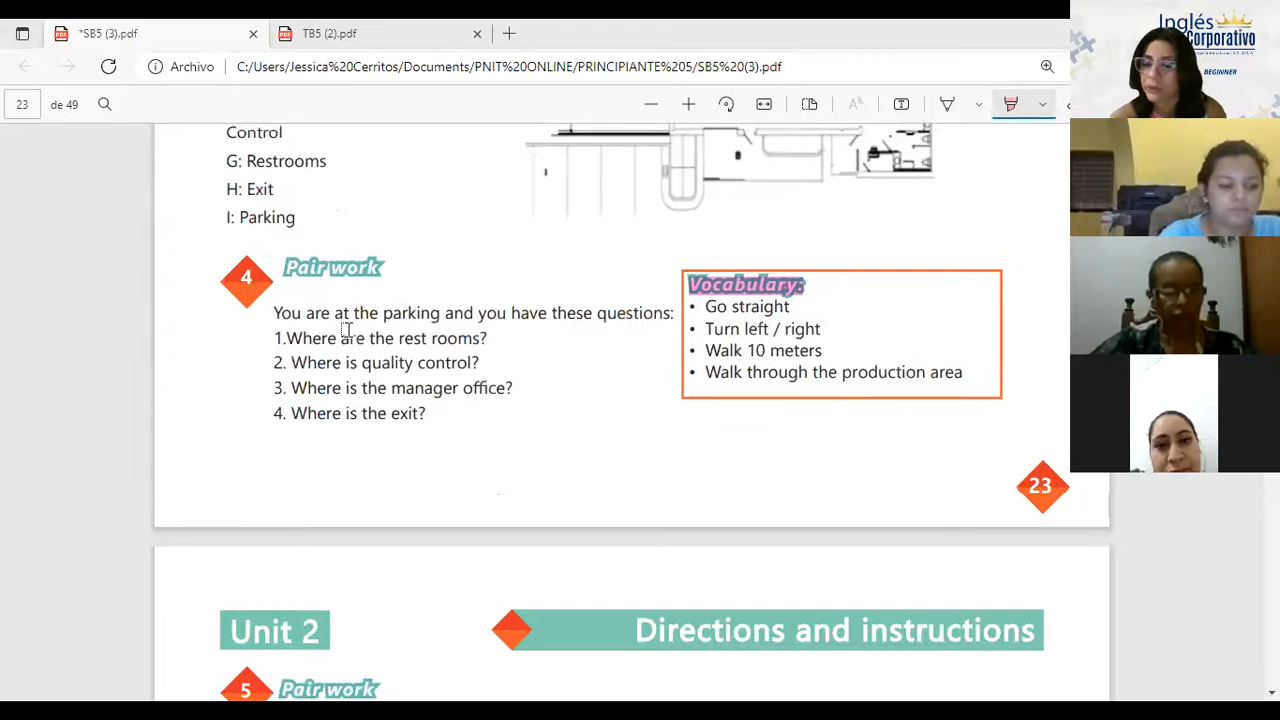 *SB5 (3).pdf
TB5 (2).pdf
Archivo
C:/Users/Jessica%20Cerritos/Documents/PNL%20ONLINE/PRINCIPIANTE%205/SB5%20(3).pdf
23
de 49
Inglés
Corporativo
BEGINNER
Control
G: Restrooms
H: Exit
I: Parking
4
Pair work
You are at the parking and you have these questions:
1.Where are the rest rooms?
2. Where is quality control?
3. Where is the manager office?
4. Where is the exit?
Vocabulary:
• Go straight
• Turn left / right
• Walk 10 meters
• Walk through the production area
23
Unit 2
Directions and instructions
5
Pair work